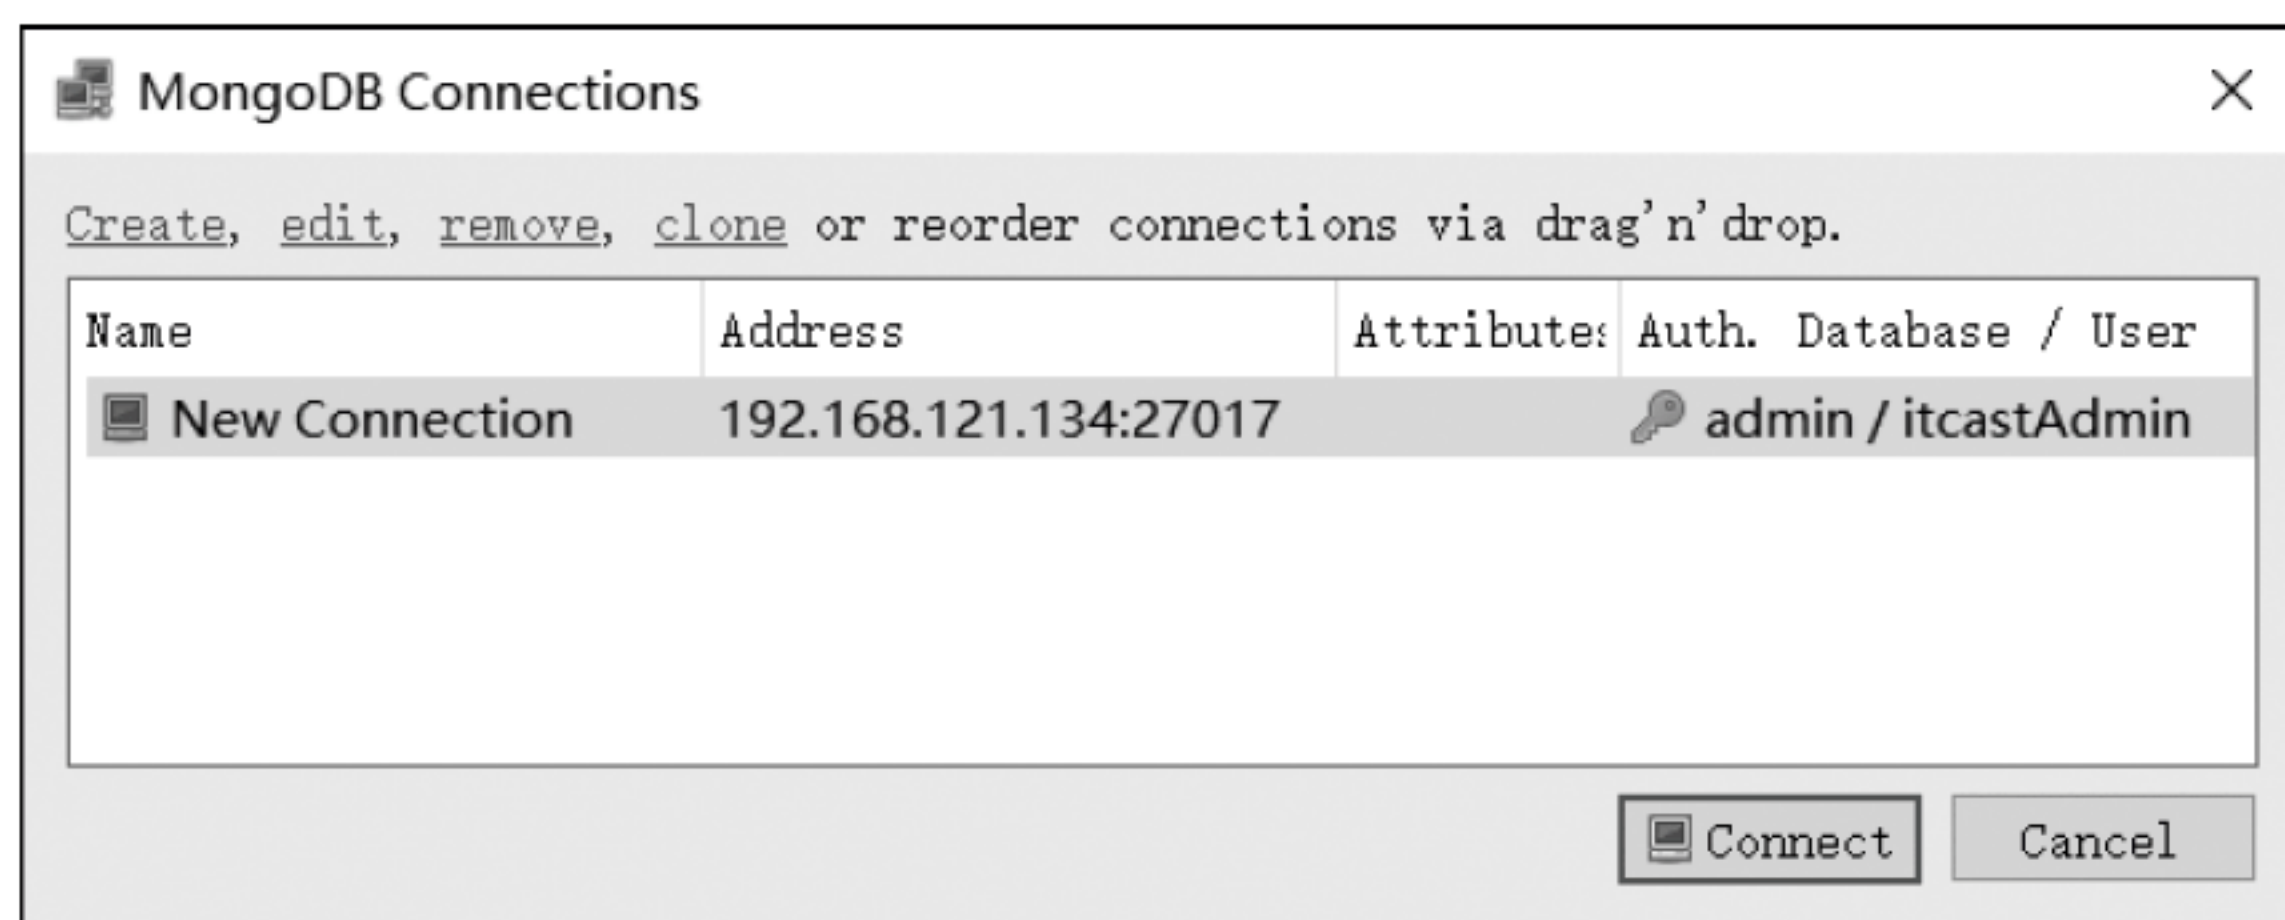 MongoDB Connections
Create, edit, remove, clone or reorder connections via drag'n'drop.
Name Address Attributes Auth. Database / User
New Connection 192.168.121.134:27017 admin / itcastAdmin
Connect Cancel